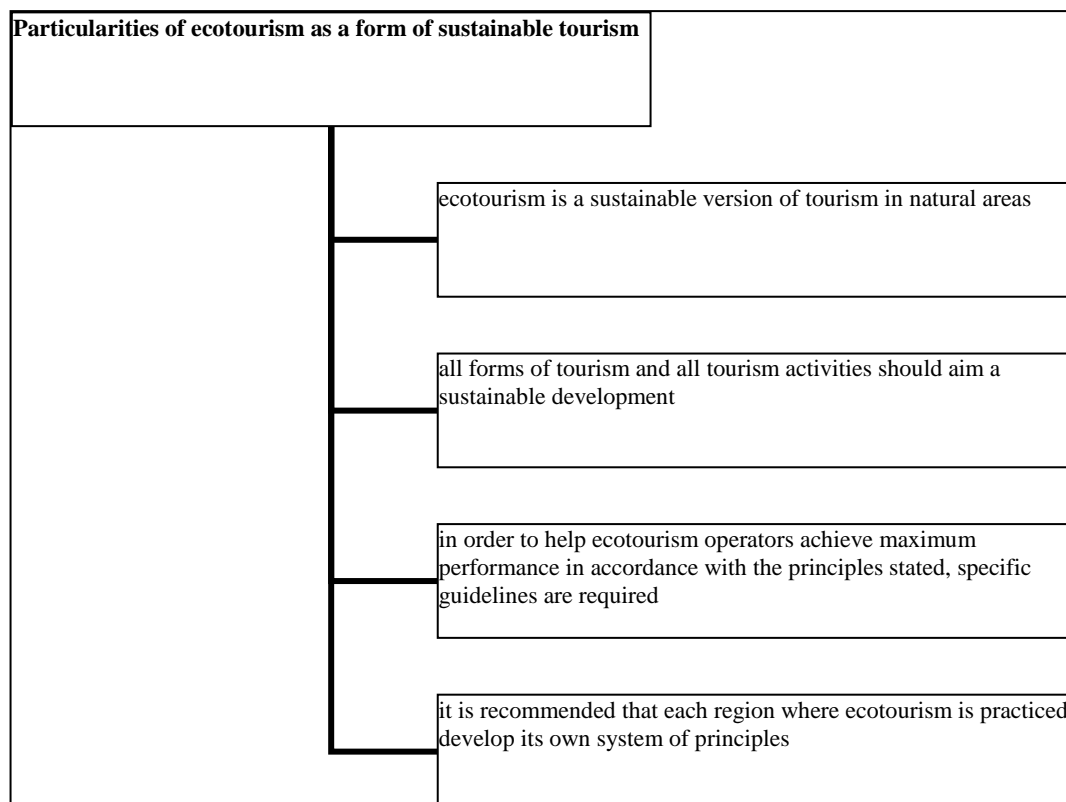 Particularities of ecotourism as a form of sustainable tourism
ecotourism is a sustainable version of tourism in natural areas
all forms of tourism and all tourism activities should aim a
sustainable development
in order to help ecotourism operators achieve maximum
performance in accordance with the principles stated, specific
guidelines are required
it is recommended that each region where ecotourism is practiced
develop its own system of principles